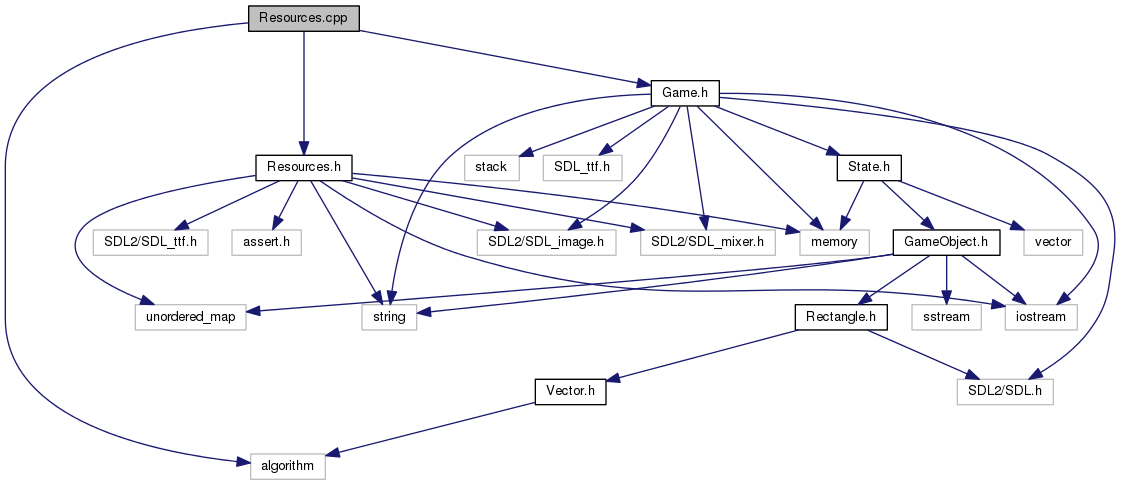 Resources.cpp
Game.h
Resources.h
stack
SDL_ttf.h
State.h
SDL2/SDL_ttf.h
assert.h
SDL2/SDL_image.h
SDL2/SDL_mixer.h
memory
GameObject.h
vector
unordered_map
string
Rectangle.h
sstream
iostream
Vector.h
SDL2/SDL.h
algorithm